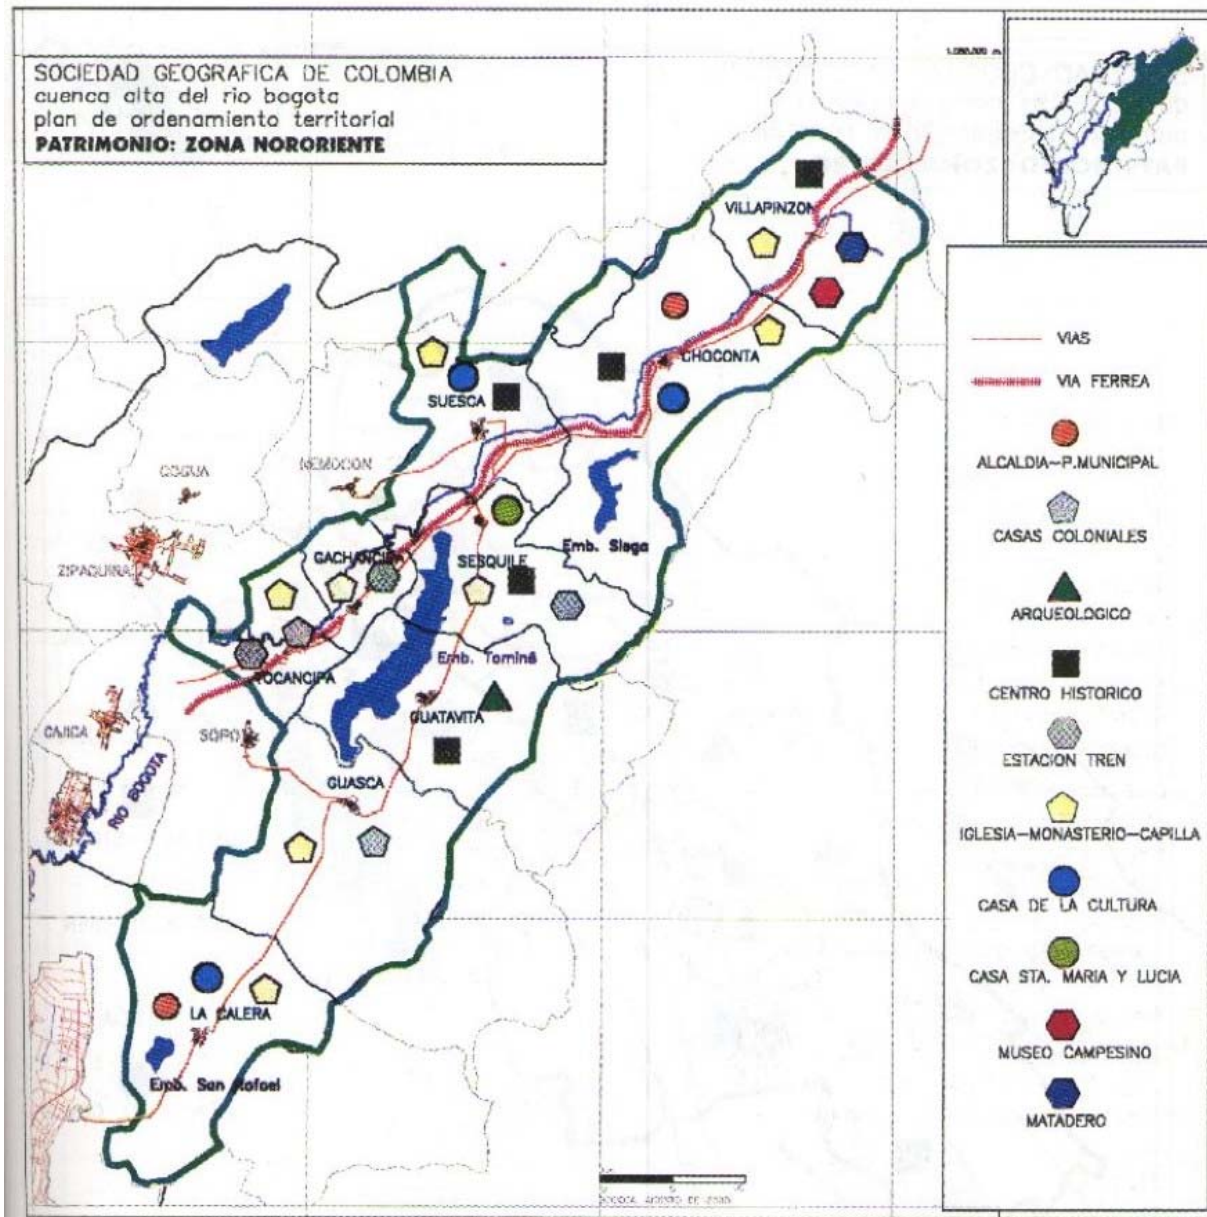 SOCIEDAD GEOGRAFICA DE COLOMBIA
cuenca alta del rio bogota
plan de ordenamiento territorial
PATRIMONIO: ZONA NORORIENTE
VILLAPINZON
CHOCONTA
SUESCA
NEMOCON
COGUA
ZIPAQUIRA
Emb. Sisga
GACHANCIP
SESQUILE
Emb. Tominé
TOCANCIPA
GUATAVITA
CAJICA
SOPO
RIO BOGOTA
GUASCA
LA CALERA
Emb. San Rafael
VIAS
VIA FERREA
ALCALDIA-P.MUNICIPAL
CASAS COLONIALES
ARQUEOLOGICO
CENTRO HISTORICO
ESTACION TREN
IGLESIA-MONASTERIO-CAPILLA
CASA DE LA CULTURA
CASA STA. MARIA Y LUCIA
MUSEO CAMPESINO
MATADERO